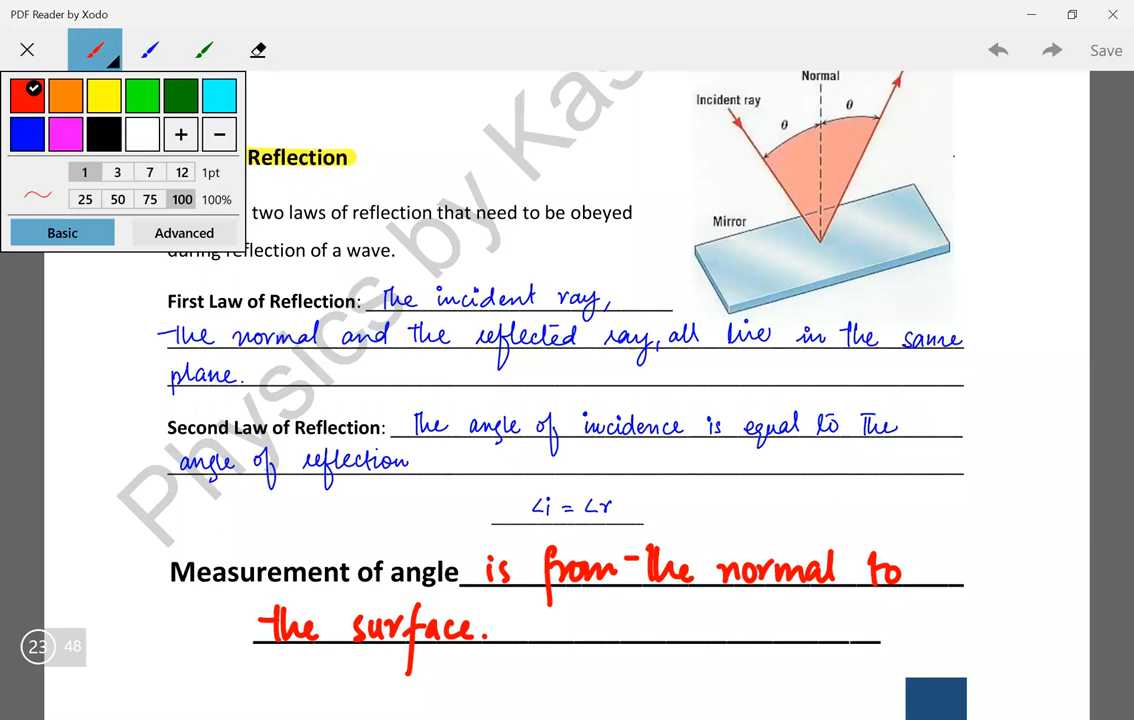 PDF Reader by Xodo
Save
1 3 7 12 1pt
25 50 75 100 100%
Basic Advanced
Normal
Incident ray
θ
θ
Mirror
Reflection
two laws of reflection that need to be obeyed
reflection of a wave.
First Law of Reflection: The incident ray,
The normal and the reflected ray, all live in the same
plane.
Second Law of Reflection: The angle of incidence is equal to The
angle of reflection
∠i = ∠r
Measurement of angle is from the normal to
the surface.
Physics by Kas
23 48